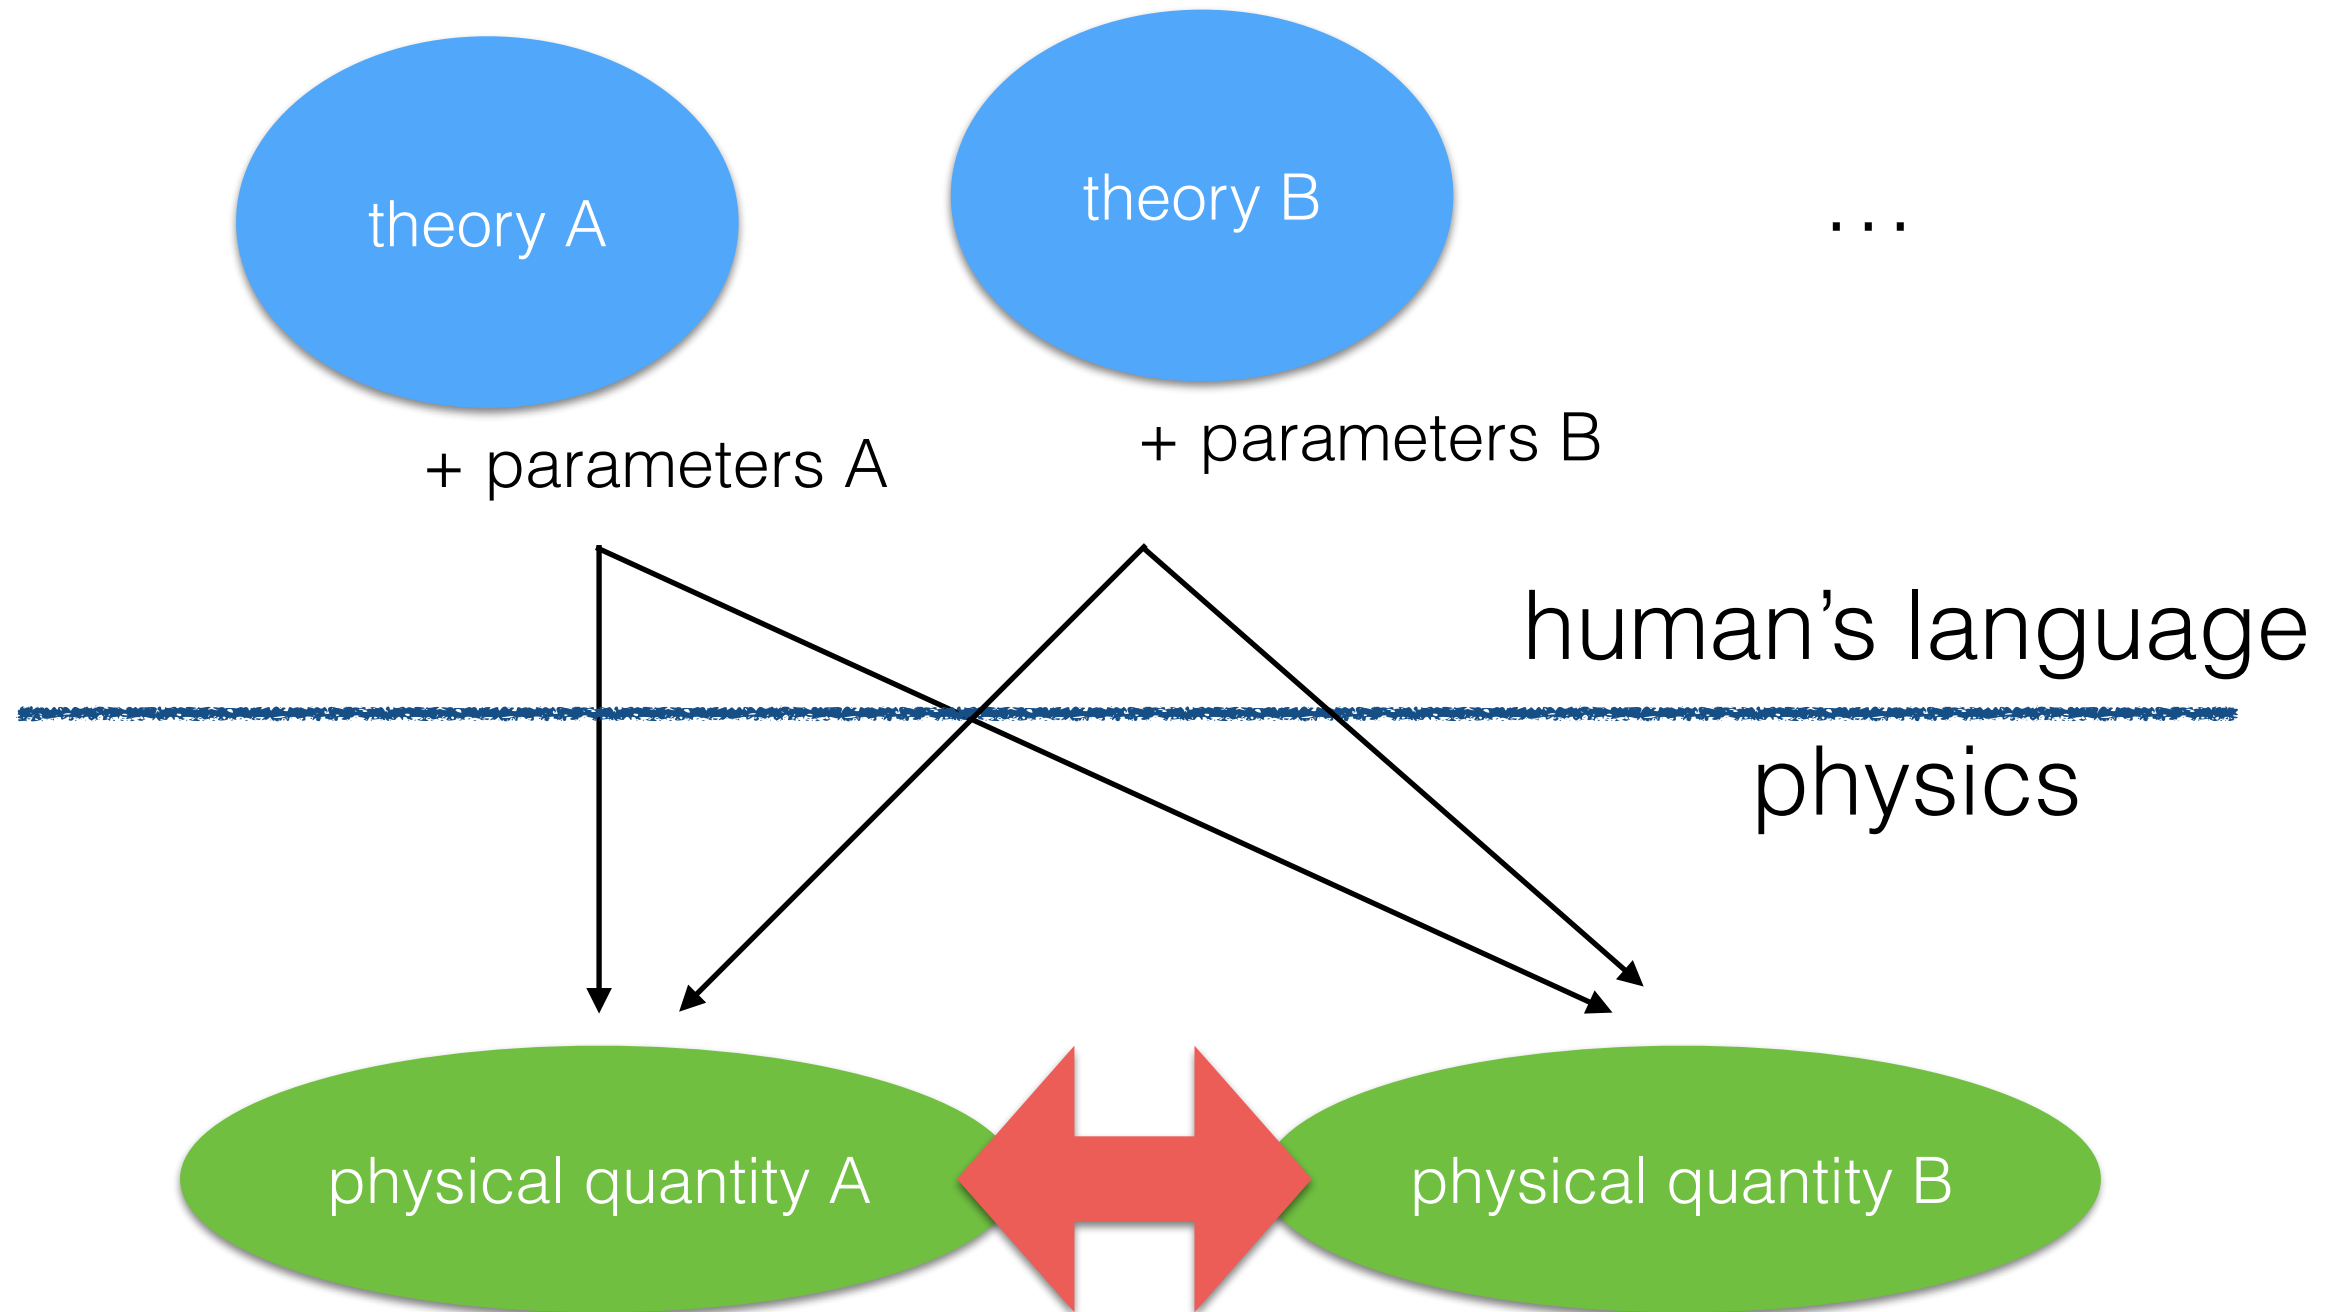 theory A
theory B
...
+ parameters A
+ parameters B
human’s language
physics
physical quantity A
physical quantity B